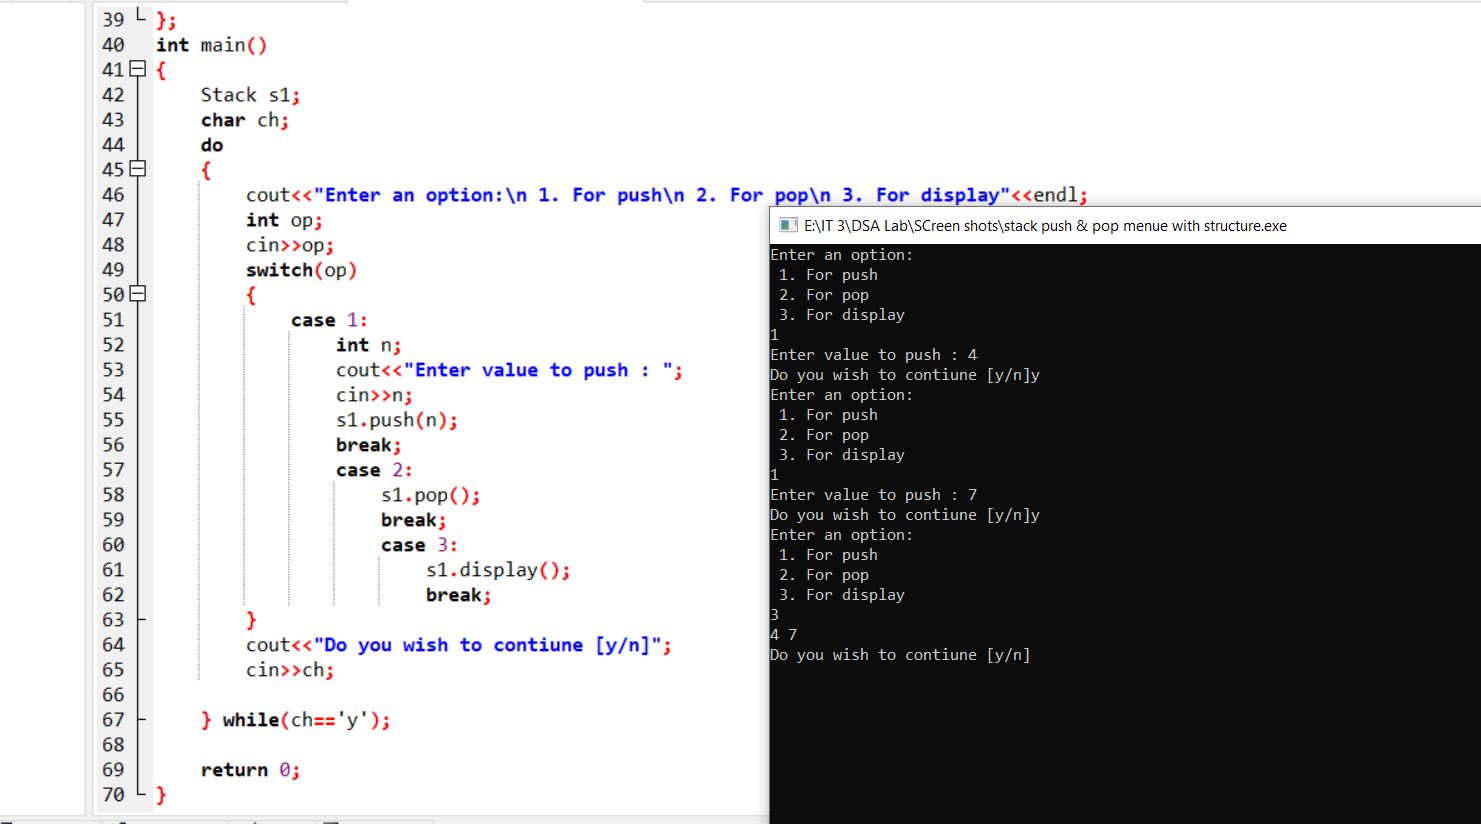 39 };
40 int main()
41 {
42 Stack s1;
43 char ch;
44 do
45 {
46 cout<<"Enter an option:\n 1. For push\n 2. For pop\n 3. For display"<<endl;
47 int op;
48 cin>>op;
49 switch(op)
50 {
51 case 1:
52 int n;
53 cout<<"Enter value to push : ";
54 cin>>n;
55 s1.push(n);
56 break;
57 case 2:
58 s1.pop();
59 break;
60 case 3:
61 s1.display();
62 break;
63 }
64 cout<<"Do you wish to contiune [y/n]";
65 cin>>ch;
66
67 } while(ch=='y');
68
69 return 0;
70 }
E:\IT 3\DSA Lab\SCreen shots\stack push & pop menue with structure.exe
Enter an option:
1. For push
2. For pop
3. For display
1
Enter value to push : 4
Do you wish to contiune [y/n]y
Enter an option:
1. For push
2. For pop
3. For display
1
Enter value to push : 7
Do you wish to contiune [y/n]y
Enter an option:
1. For push
2. For pop
3. For display
3
4 7
Do you wish to contiune [y/n]